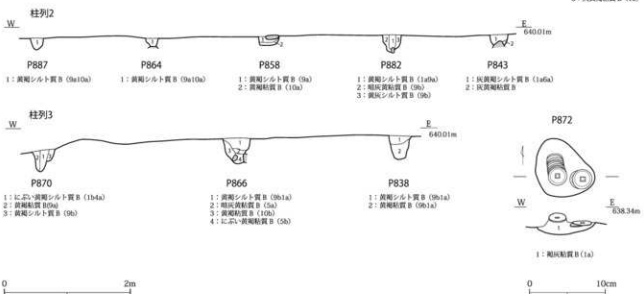 柱列2
W
E
640.01m
P887
P864
P858
P882
P843
1：黄褐シルト質B（9a10a）
1：黄褐シルト質B（9a10a）
1：黄褐シルト質B（9a）
2：黄褐粘質B（10a）
1：黄褐シルト質B（1a9a）
2：暗灰黄粘質B（9b）
3：黄灰シルト質B（9b）
1：灰黄褐シルト質B（1a6a）
2：灰黄褐粘質B
柱列3
W
E
640.01m
P870
P866
P838
1：にぶい黄褐シルト質B（1b4a）
2：黄褐粘質B(9a)
3：黄褐シルト質B（9b）
1：黄褐シルト質B（9b1a）
2：暗灰黄粘質B（5a）
3：黄褐粘質B（10b）
4：にぶい黄褐粘質B（5b）
1：黄褐シルト質B（9b1a）
2：黄褐粘質B（9b1a）
P872
W
E
638.34m
1：褐灰粘質B（1a）
0
2m
0
10cm